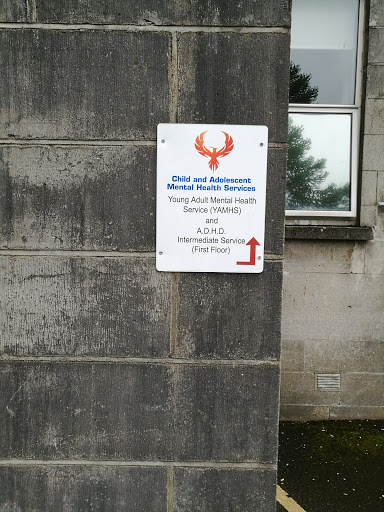 Child and Adolescent
Mental Health Services
Young Adult Mental Health
Service (YAMHS)
and
A.D.H.D.
Intermediate Service
(First Floor)